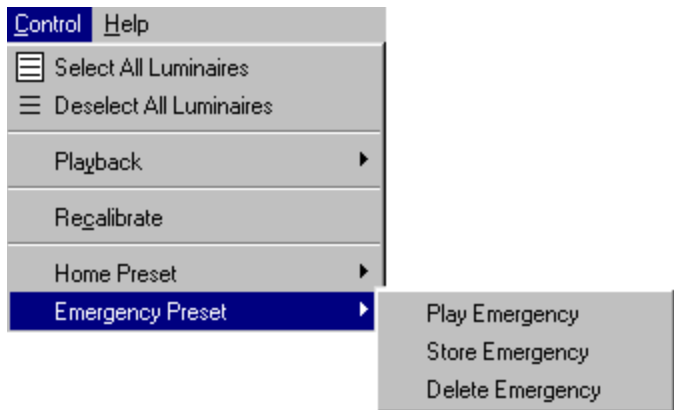 Control Help
Select All Luminaires
Deselect All Luminaires
Playback
Recalibrate
Home Preset
Emergency Preset
Play Emergency
Store Emergency
Delete Emergency